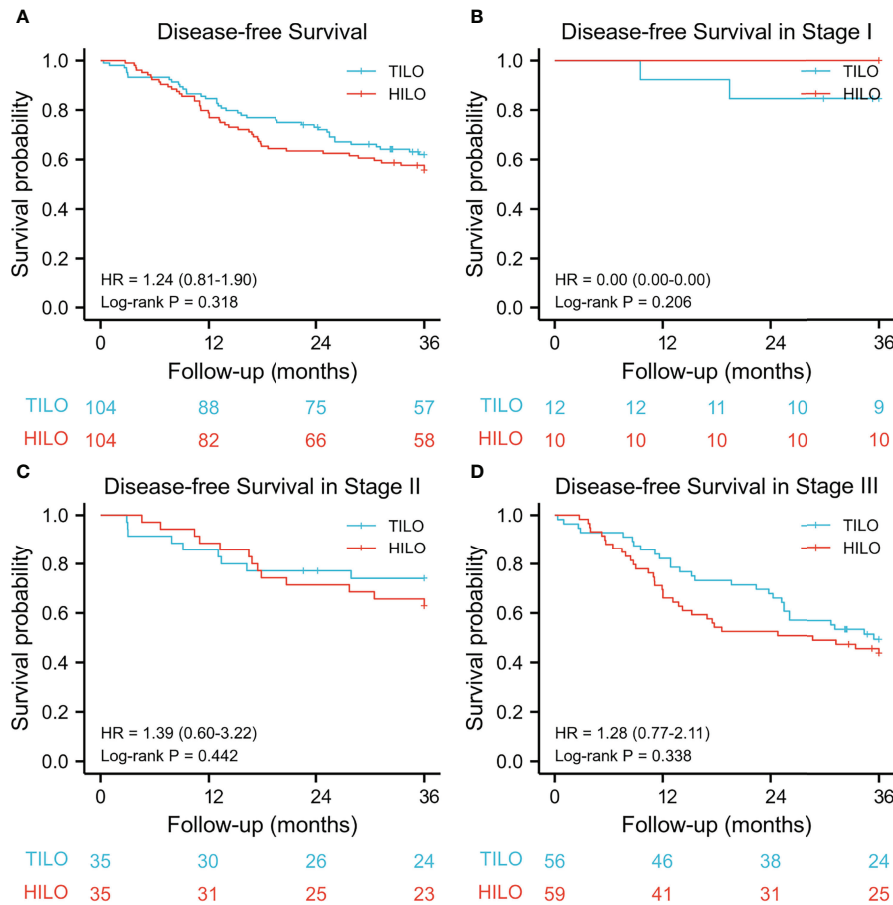 A
Disease-free Survival
Survival probability
1.0
0.8
0.6
0.4
0.2
0.0
TILO
HILO
HR = 1.24 (0.81-1.90)
Log-rank P = 0.318
0 12 24 36
Follow-up (months)
TILO 104 88 75 57
HILO 104 82 66 58
B
Disease-free Survival in Stage I
Survival probability
1.0
0.8
0.6
0.4
0.2
0.0
TILO
HILO
HR = 0.00 (0.00-0.00)
Log-rank P = 0.206
0 12 24 36
Follow-up (months)
TILO 12 12 11 10 9
HILO 10 10 10 10 10
C
Disease-free Survival in Stage II
Survival probability
1.0
0.8
0.6
0.4
0.2
0.0
TILO
HILO
HR = 1.39 (0.60-3.22)
Log-rank P = 0.442
0 12 24 36
Follow-up (months)
TILO 35 30 26 24
HILO 35 31 25 23
D
Disease-free Survival in Stage III
Survival probability
1.0
0.8
0.6
0.4
0.2
0.0
TILO
HILO
HR = 1.28 (0.77-2.11)
Log-rank P = 0.338
0 12 24 36
Follow-up (months)
TILO 56 46 38 24
HILO 59 41 31 25